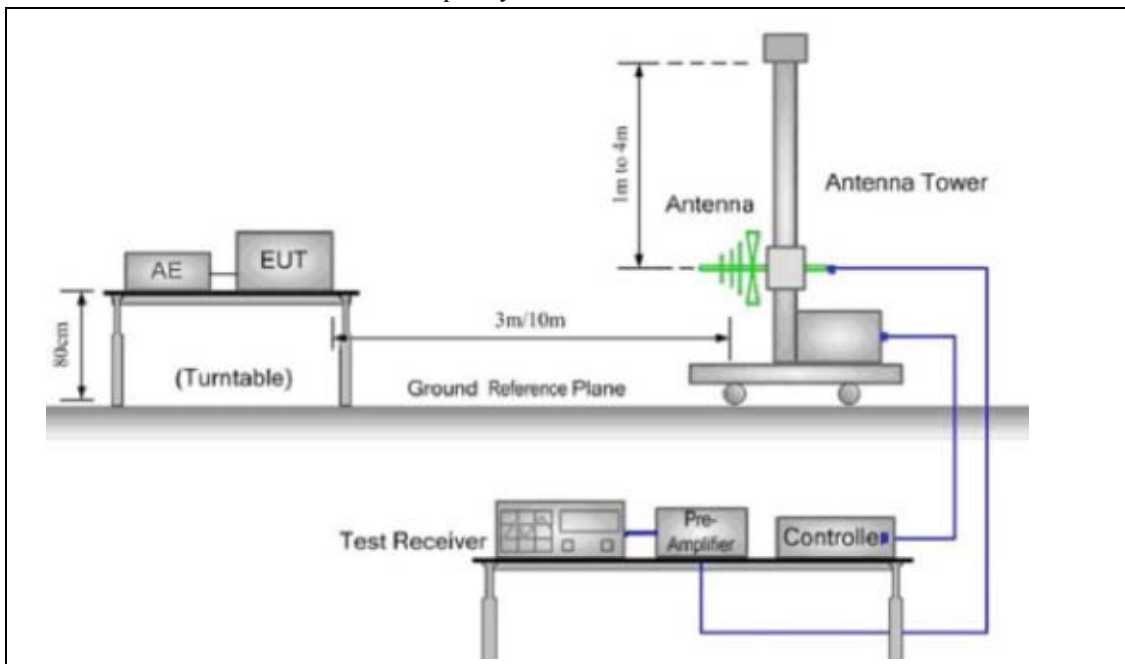 1m to 4m
Antenna Tower
Antenna
AE
EUT
3m/10m
80cm
(Turntable)
Ground Reference Plane
Test Receiver
Pre-
Amplifier
Controller